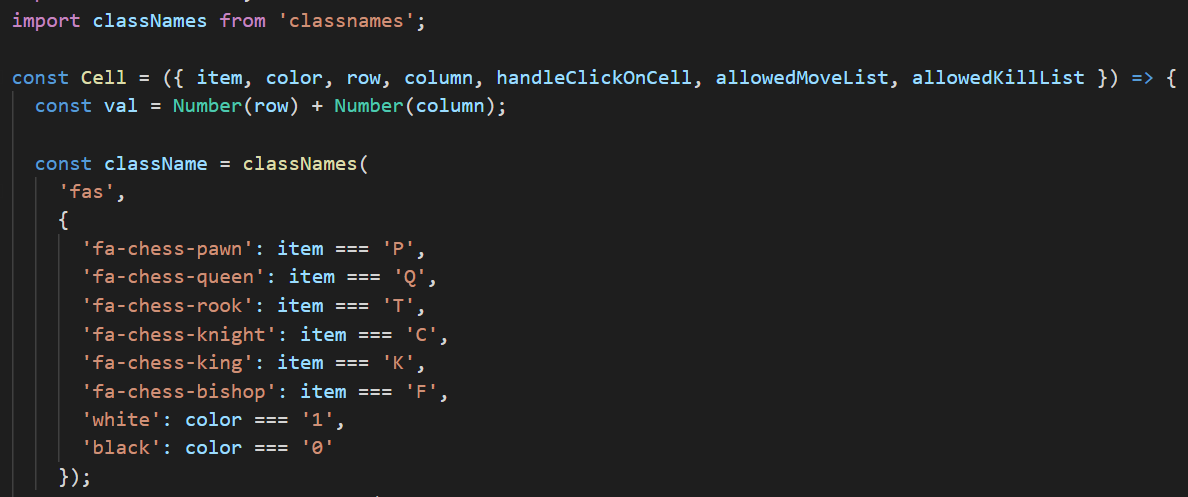 import classNames from 'classnames';
const Cell = ({ item, color, row, column, handleClickOnCell, allowedMoveList, allowedKillList }) => {
const val = Number(row) + Number(column);
const className = classNames(
'fas',
{
'fa-chess-pawn': item === 'P',
'fa-chess-queen': item === 'Q',
'fa-chess-rook': item === 'T',
'fa-chess-knight': item === 'C',
'fa-chess-king': item === 'K',
'fa-chess-bishop': item === 'F',
'white': color === '1',
'black': color === '0'
});